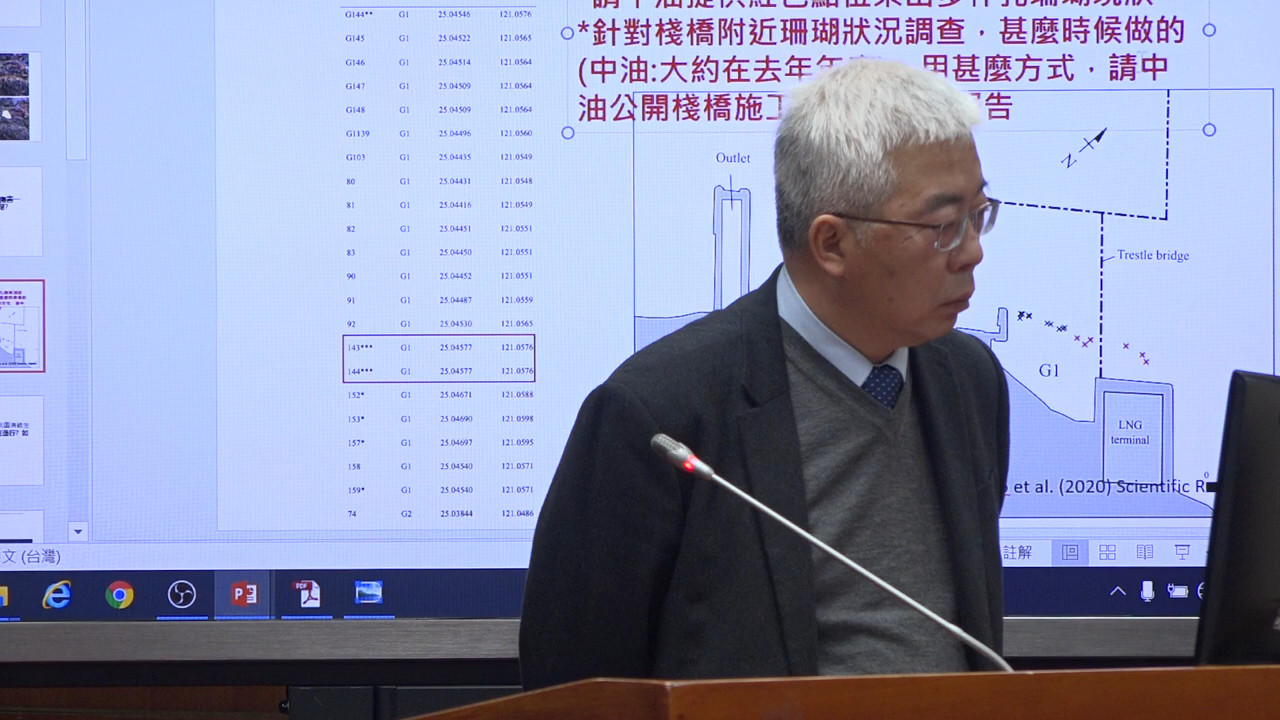 *針對棧橋附近珊瑚狀況調查，甚麼時候做的
(中油:大約在去年年
用甚麼方式，請中
油公開棧橋施工
告
G144** G1 25.04546 121.0576
G145 G1 25.04522 121.0565
G146 G1 25.04514 121.0564
G147 G1 25.04509 121.0564
G148 G1 25.04509 121.0564
G1139 G1 25.04496 121.0560
G103 G1 25.04435 121.0549
80 G1 25.04431 121.0548
81 G1 25.04416 121.0549
82 G1 25.04451 121.0551
83 G1 25.04450 121.0551
90 G1 25.04452 121.0551
91 G1 25.04487 121.0559
92 G1 25.04530 121.0565
143*** G1 25.04577 121.0576
144*** G1 25.04577 121.0576
152* G1 25.04671 121.0588
153* G1 25.04690 121.0598
157* G1 25.04697 121.0595
158 G1 25.04540 121.0571
159* G1 25.04540 121.0571
74 G2 25.03844 121.0486
Outlet
N
Trestle bridge
G1
LNG
terminal
0
et al. (2020) Scientific R
文 (台灣)
註解
PDF